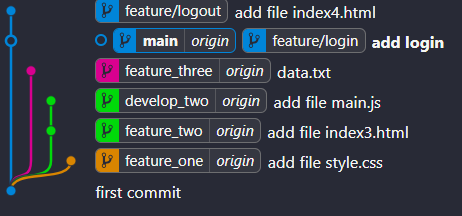 feature/logout add file index4.html
main origin feature/login add login
feature_three origin data.txt
develop_two origin add file main.js
feature_two origin add file index3.html
feature_one origin add file style.css
first commit